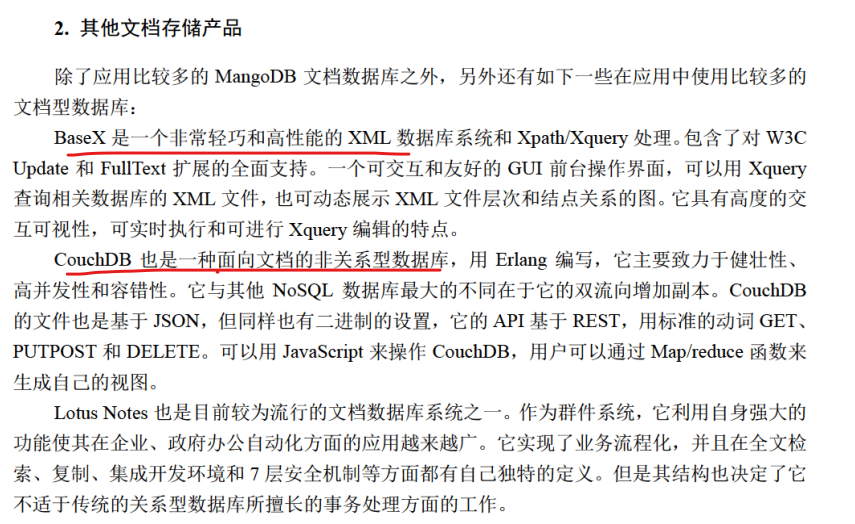 2. 其他文档存储产品
除了应用比较多的 MangoDB 文档数据库之外，另外还有如下一些在应用中使用比较多的
文档型数据库：
BaseX 是一个非常轻巧和高性能的 XML 数据库系统和 Xpath/Xquery 处理。包含了对 W3C
Update 和 FullText 扩展的全面支持。一个可交互和友好的 GUI 前台操作界面，可以用 Xquery
查询相关数据库的 XML 文件，也可动态展示 XML 文件层次和结点关系的图。它具有高度的交
互可视性，可实时执行和可进行 Xquery 编辑的特点。
CouchDB 也是一种面向文档的非关系型数据库，用 Erlang 编写，它主要致力于健壮性、
高并发性和容错性。它与其他 NoSQL 数据库最大的不同在于它的双流向增加副本。CouchDB
的文件也是基于 JSON，但同样也有二进制的设置，它的 API 基于 REST，用标准的动词 GET、
PUTPOST 和 DELETE。可以用 JavaScript 来操作 CouchDB，用户可以通过 Map/reduce 函数来
生成自己的视图。
Lotus Notes 也是目前较为流行的文档数据库系统之一。作为群件系统，它利用自身强大的
功能使其在企业、政府办公自动化方面的应用越来越广。它实现了业务流程化，并且在全文检
索、复制、集成开发环境和 7 层安全机制等方面都有自己独特的定义。但是其结构也决定了它
不适于传统的关系型数据库所擅长的事务处理方面的工作。